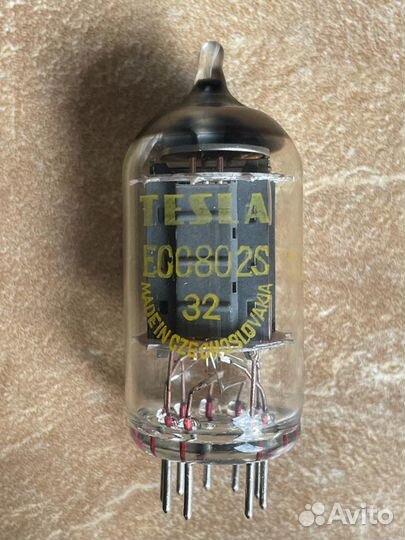 TESLA
ECC802S
32
MADE IN CZECHOSLOVAKIA
Avito